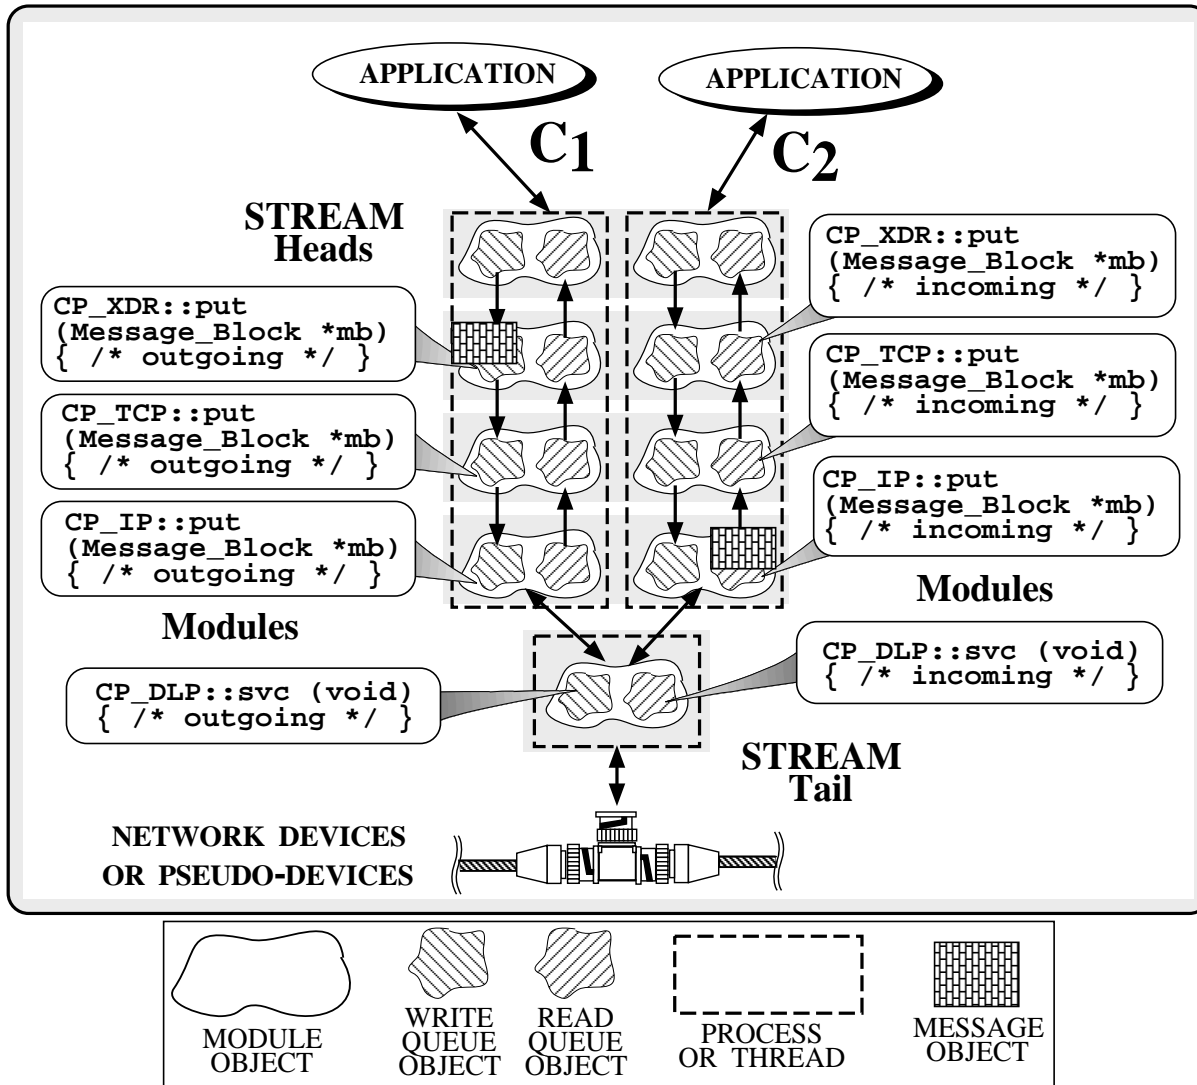 APPLICATION
APPLICATION
C1
C2
STREAM
Heads
CP_XDR::put
(Message_Block *mb)
{ /* outgoing */ }
CP_TCP::put
(Message_Block *mb)
{ /* outgoing */ }
CP_IP::put
(Message_Block *mb)
{ /* outgoing */ }
Modules
CP_DLP::svc (void)
{ /* outgoing */ }
CP_XDR::put
(Message_Block *mb)
{ /* incoming */ }
CP_TCP::put
(Message_Block *mb)
{ /* incoming */ }
CP_IP::put
(Message_Block *mb)
{ /* incoming */ }
Modules
CP_DLP::svc (void)
{ /* incoming */ }
STREAM
Tail
NETWORK DEVICES
OR PSEUDO-DEVICES
MODULE
OBJECT
WRITE
QUEUE
OBJECT
READ
QUEUE
OBJECT
PROCESS
OR THREAD
MESSAGE
OBJECT